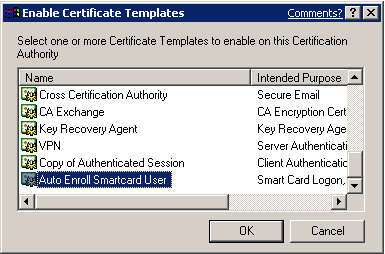 Enable Certificate Templates Comments? ? X
Select one or more Certificate Templates to enable on this Certification
Authority
Name Intended Purpose
Cross Certification Authority Secure Email
CA Exchange CA Encryption Cert
Key Recovery Agent Key Recovery Agen
VPN Server Authenticati
Copy of Authenticated Session Client Authenticatic
Auto Enroll Smartcard User Smart Card Logon,
OK Cancel